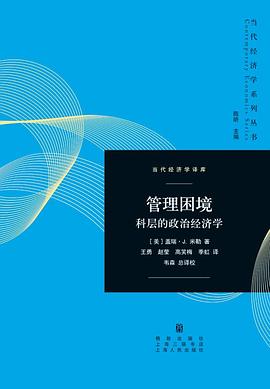 当代经济学系列丛书
Contemporary Economics Series
陈昕 主编
当代经济学译库
管理困境
科层的政治经济学
[美] 盖瑞·J. 米勒 著
王勇 赵莹 高笑梅 季虹 译
韦森 总译校
格致出版社
上海三联书店
上海人民出版社